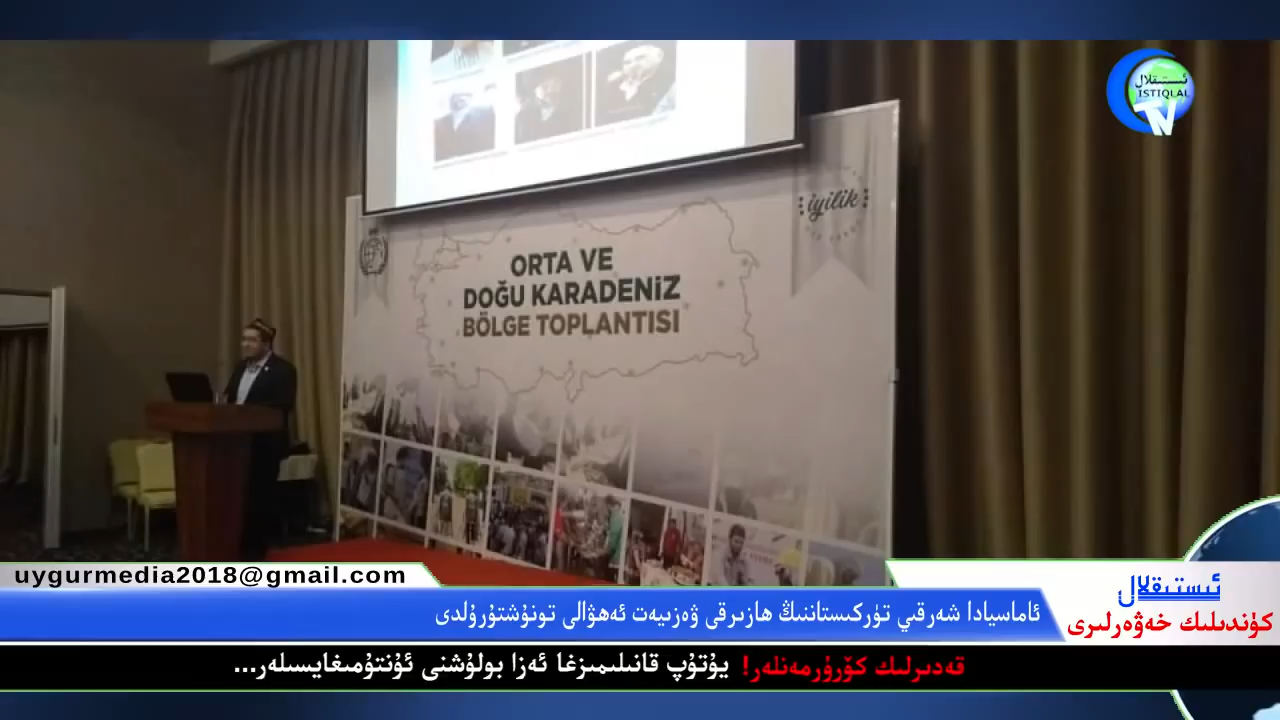 ئىستىقلال
ISTIQLAL
TV
iyilik
ORTA VE
DOĞU KARADENİZ
BÖLGE TOPLANTISI
uygurmedia2018@gmail.com
ئىستىقلال
كۈندىلىك خەۋەرلىرى
ئاماسيادا شەرقىي تۈركىستاننىڭ ھازىرقى ۋەزىيەت ئەھۋالى تونۇشتۇرۇلدى
قەدىرلىك كۆرۈرمەنلەر! يۇتۇپ قانىلىمىزغا ئەزا بولۇشنى ئۇنتۇمىغايسىلەر...